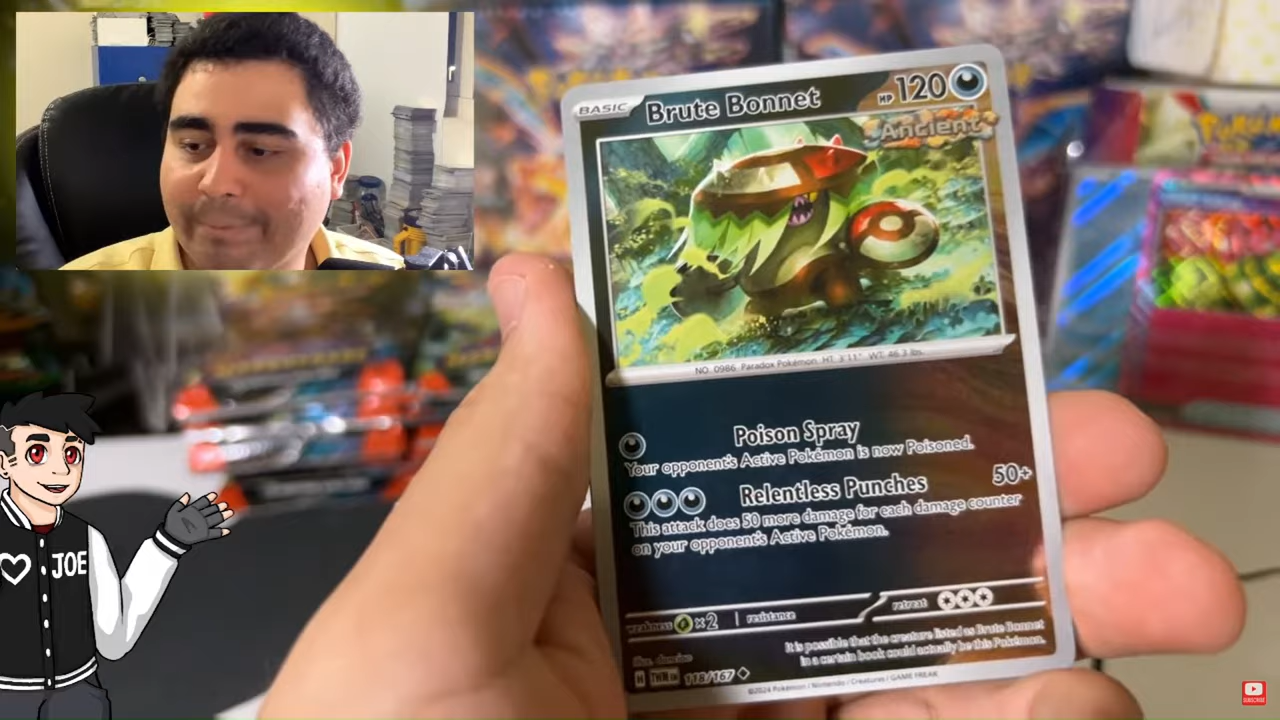 BASIC Brute Bonnet HP 120
Ancient
NO. 0986 Paradox Pokémon HT. 3'11" WT. 46.3 lbs.
Poison Spray
Your opponent's Active Pokémon is now Poisoned.
Relentless Punches 50+
This attack does 50 more damage for each damage counter
on your opponent's Active Pokémon.
weakness ×2 resistance retreat
It is possible that the creature listed as Brute Bonnet
in a certain book could actually be this Pokémon.
H TWM EN 118/167
©2024 Pokémon / Nintendo / Creatures / GAME FREAK
JOE
SUBSCRIBE